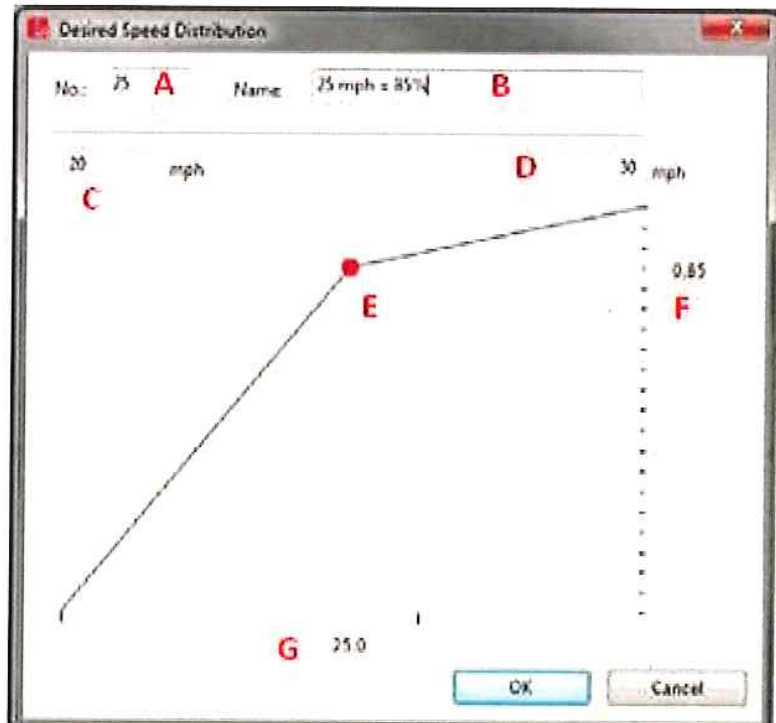 Desired Speed Distribution
No.: 25 A Name: 25 mph = 85% B
20 mph D 30 mph
C
0.85
E F
G 25.0
OK Cancel